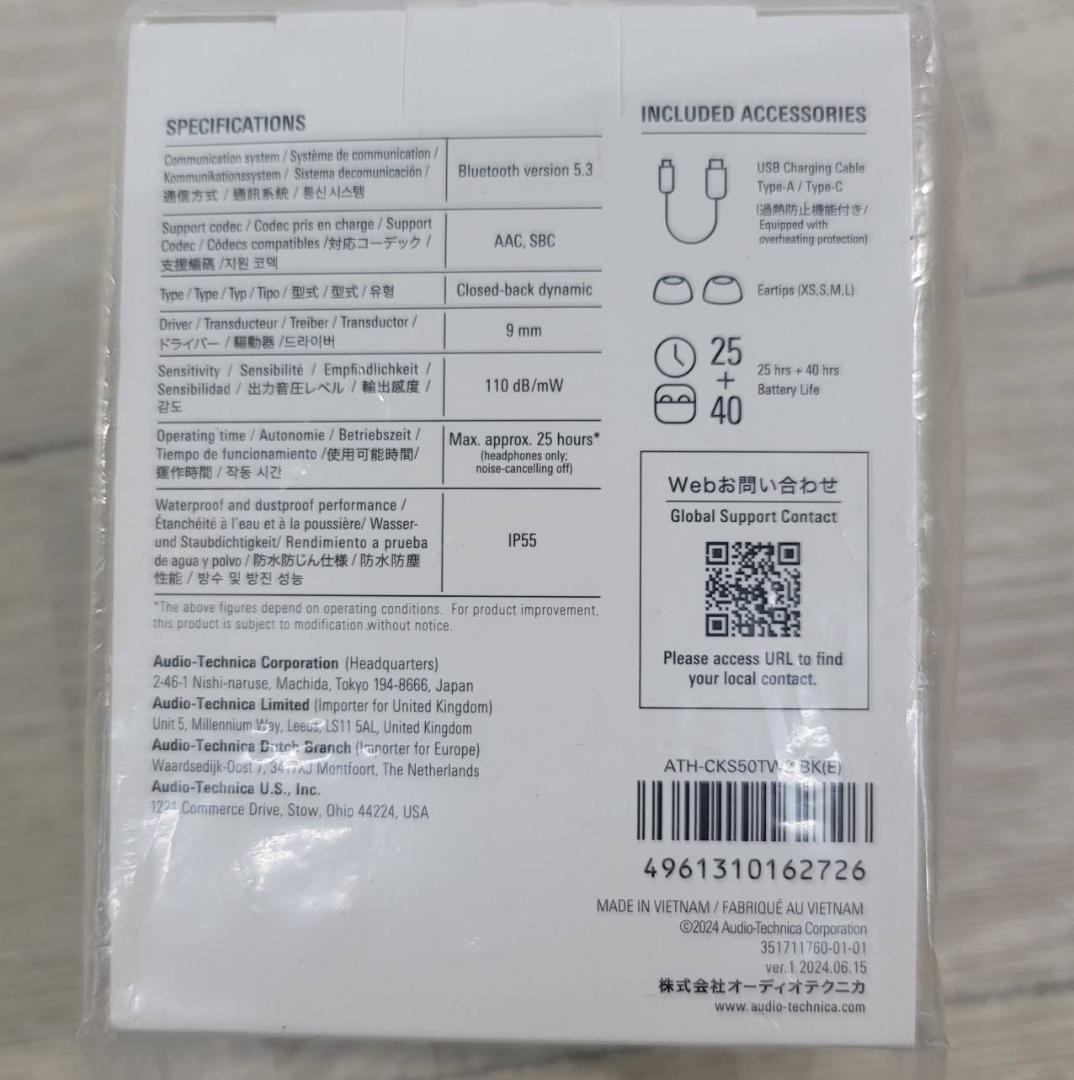 SPECIFICATIONS
Communication system / Système de communication /
Kommunikationssystem / Sistema decomunicación /
通信方式 / 通訊系統 / 통신 시스템
Bluetooth version 5.3
Support codec / Codec pris en charge / Support
Codec / Códecs compatibles /対応コーデック /
支援編碼 /지원 코덱
AAC, SBC
Type / Type / Typ / Tipo / 型式 / 型式 / 유형
Closed-back dynamic
Driver / Transducteur / Treiber / Transductor /
ドライバー / 驅動器 /드라이버
9 mm
Sensitivity / Sensibilité / Empfindlichkeit /
Sensibilidad / 出力音圧レベル / 輸出感度 /
감도
110 dB/mW
Operating time / Autonomie / Betriebszeit /
Tiempo de funcionamiento /使用可能時間/
運作時間 / 작동 시간
Max. approx. 25 hours*
(headphones only;
noise-cancelling off)
Waterproof and dustproof performance /
Étanchéité à l'eau et à la poussière/ Wasser-
und Staubdichtigkeit/ Rendimiento a prueba
de agua y polvo / 防水防じん仕様 / 防水防塵
性能 / 방수 및 방진 성능
IP55
*The above figures depend on operating conditions. For product improvement,
this product is subject to modification without notice.
Audio-Technica Corporation (Headquarters)
2-46-1 Nishi-naruse, Machida, Tokyo 194-8666, Japan
Audio-Technica Limited (Importer for United Kingdom)
Unit 5, Millennium Way, Leeds, LS11 5AL, United Kingdom
Audio-Technica Dutch Branch (Importer for Europe)
Waardsedijk-Oost 7, 3417XJ Montfoort, The Netherlands
Audio-Technica U.S., Inc.
1221 Commerce Drive, Stow, Ohio 44224, USA
INCLUDED ACCESSORIES
USB Charging Cable
Type-A / Type-C
(過熱防止機能付き/
Equipped with
overheating protection)
Eartips (XS,S,M,L)
25
+
40
25 hrs + 40 hrs
Battery Life
Webお問い合わせ
Global Support Contact
Please access URL to find
your local contact.
ATH-CKS50TW2 BK(E)
4961310162726
MADE IN VIETNAM / FABRIQUÉ AU VIETNAM
©2024 Audio-Technica Corporation
351711760-01-01
ver.1 2024.06.15
株式会社オーディオテクニカ
www.audio-technica.com